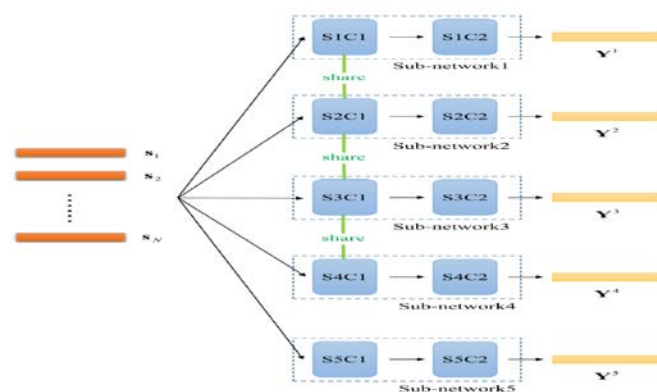 s₁
s₂
s_N
S1C1 S1C2
Sub-network1
Y¹
share
S2C1 S2C2
Sub-network2
Y²
share
S3C1 S3C2
Sub-network3
Y³
share
S4C1 S4C2
Sub-network4
Y⁴
S5C1 S5C2
Sub-network5
Y⁵